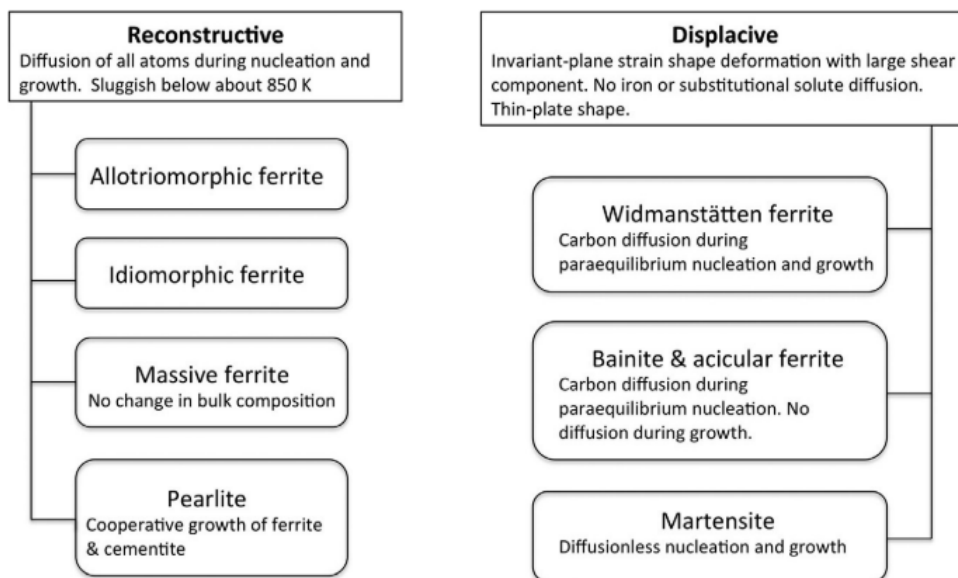 Reconstructive
Diffusion of all atoms during nucleation and
growth. Sluggish below about 850 K
Allotriomorphic ferrite
Idiomorphic ferrite
Massive ferrite
No change in bulk composition
Pearlite
Cooperative growth of ferrite
& cementite
Displacive
Invariant-plane strain shape deformation with large shear
component. No iron or substitutional solute diffusion.
Thin-plate shape.
Widmanstätten ferrite
Carbon diffusion during
paraequilibrium nucleation and growth
Bainite & acicular ferrite
Carbon diffusion during
paraequilibrium nucleation. No
diffusion during growth.
Martensite
Diffusionless nucleation and growth